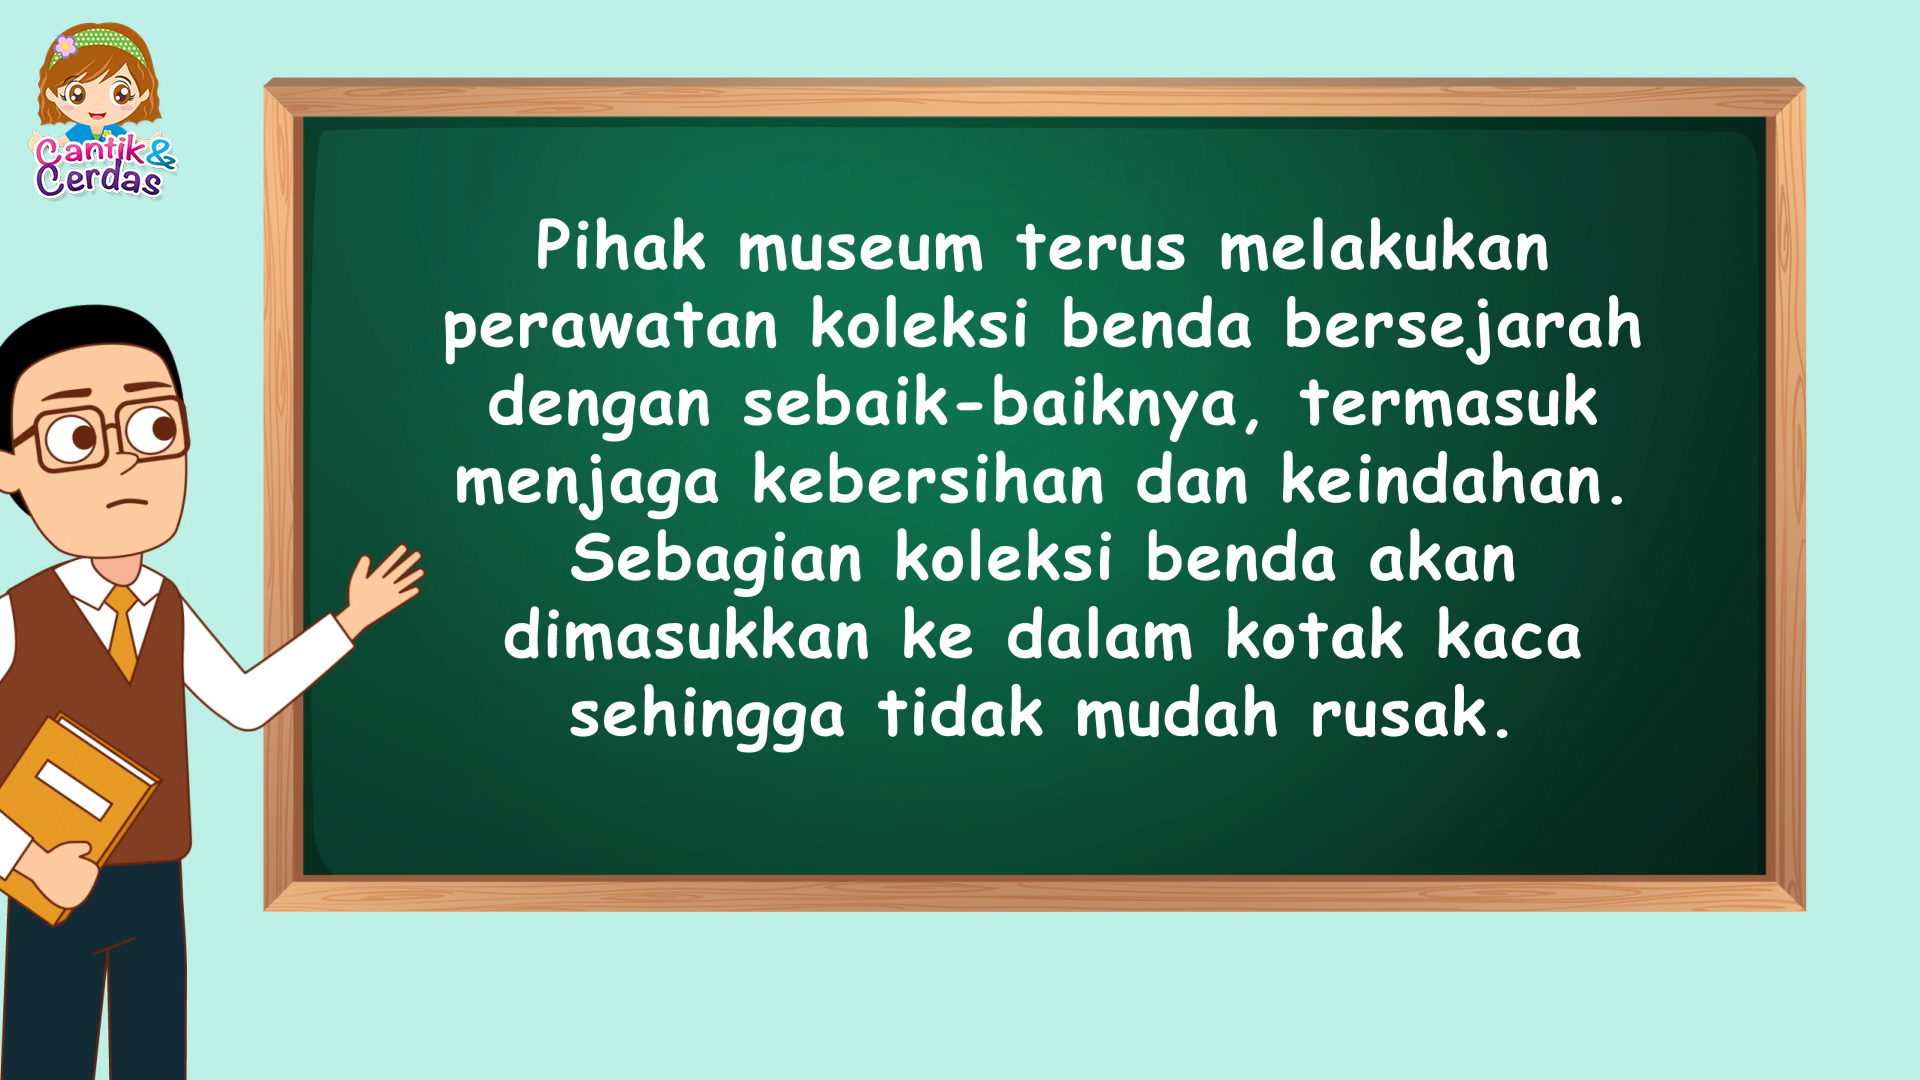 Cantik&
Cerdas
Pihak museum terus melakukan
perawatan koleksi benda bersejarah
dengan sebaik-baiknya, termasuk
menjaga kebersihan dan keindahan.
Sebagian koleksi benda akan
dimasukkan ke dalam kotak kaca
sehingga tidak mudah rusak.